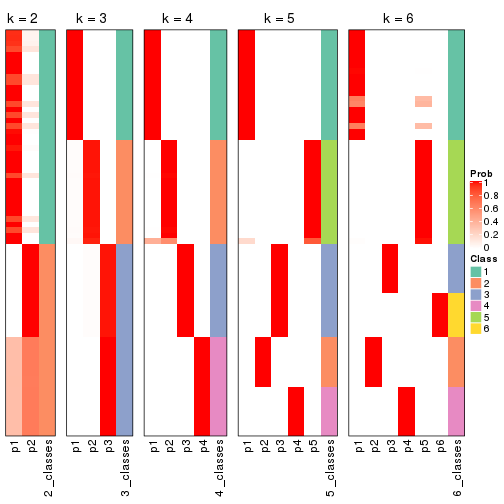 k = 2
k = 3
k = 4
k = 5
k = 6
Prob
1
0.8
0.6
0.4
0.2
0
Class
1
2
3
4
5
6
p1
p2
2_classes
p1
p2
p3
3_classes
p1
p2
p3
p4
4_classes
p1
p2
p3
p4
p5
5_classes
p1
p2
p3
p4
p5
p6
6_classes